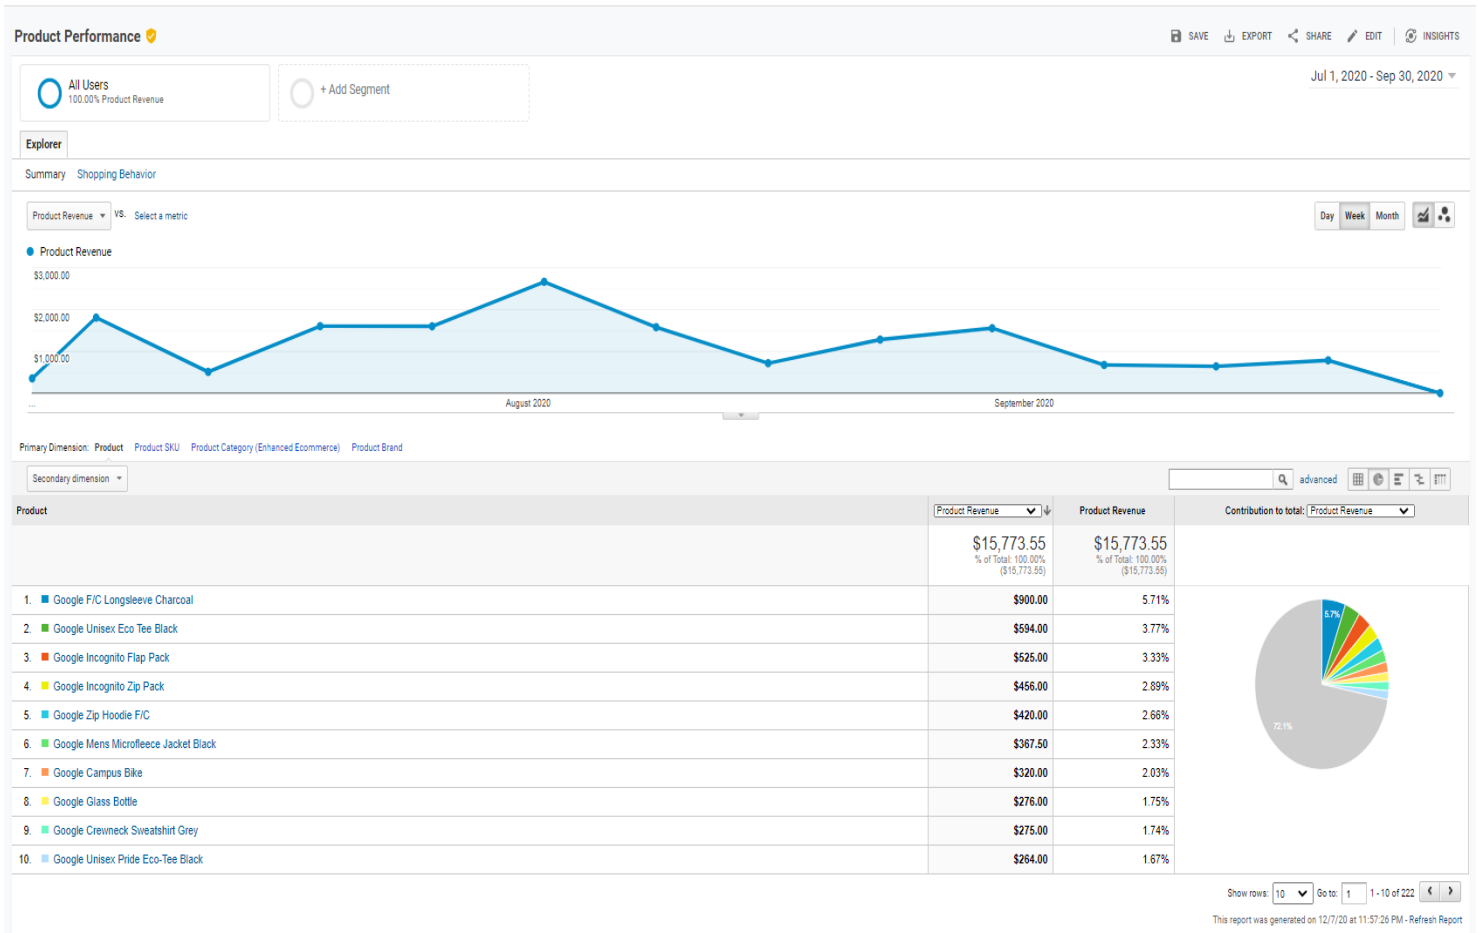 Product Performance
SAVE EXPORT SHARE EDIT INSIGHTS
All Users
100.00% Product Revenue
+ Add Segment
Jul 1, 2020 - Sep 30, 2020
Explorer
Summary Shopping Behavior
Product Revenue VS. Select a metric
Day Week Month
Product Revenue
$3,000.00
$2,000.00
$1,000.00
... August 2020 September 2020
Primary Dimension: Product Product SKU Product Category (Enhanced Ecommerce) Product Brand
Secondary dimension
advanced
Product Product Revenue Product Revenue Contribution to total: Product Revenue
$15,773.55 $15,773.55
% of Total: 100.00% % of Total: 100.00%
($15,773.55) ($15,773.55)
1. Google F/C Longsleeve Charcoal $900.00 5.71%
2. Google Unisex Eco Tee Black $594.00 3.77%
3. Google Incognito Flap Pack $525.00 3.33%
4. Google Incognito Zip Pack $456.00 2.89%
5. Google Zip Hoodie F/C $420.00 2.66%
6. Google Mens Microfleece Jacket Black $367.50 2.33%
7. Google Campus Bike $320.00 2.03%
8. Google Glass Bottle $276.00 1.75%
9. Google Crewneck Sweatshirt Grey $275.00 1.74%
10. Google Unisex Pride Eco-Tee Black $264.00 1.67%
5.7%
72.1%
Show rows: 10 Go to: 1 1 - 10 of 222
This report was generated on 12/7/20 at 11:57:26 PM - Refresh Report